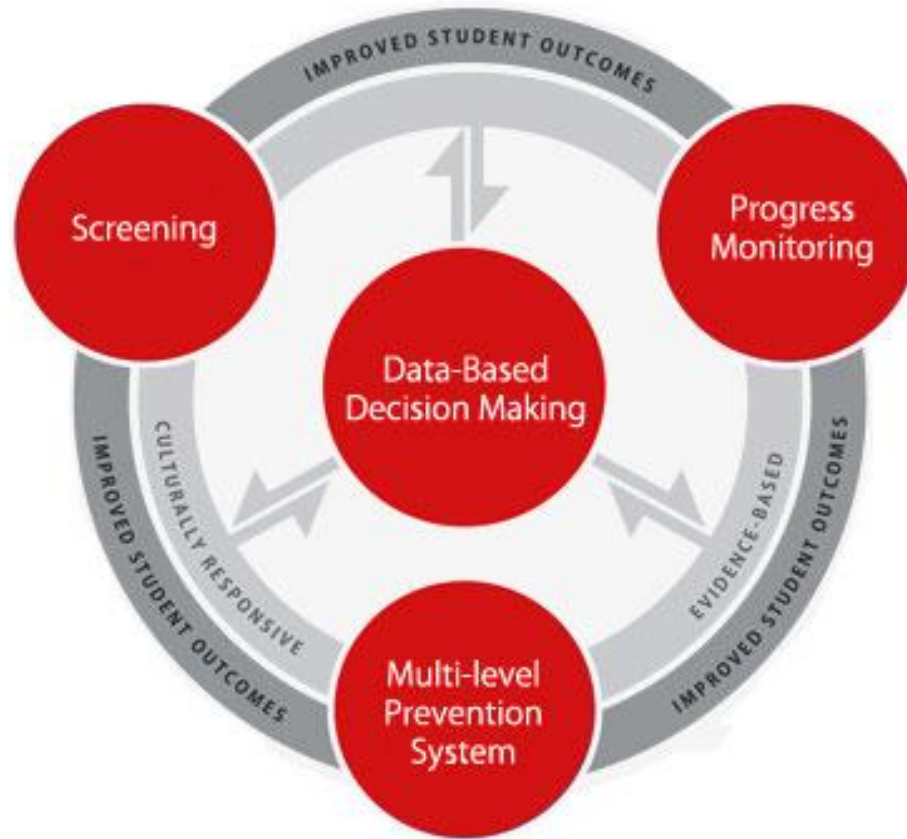 IMPROVED STUDENT OUTCOMES
Screening
Progress
Monitoring
Data-Based
Decision Making
IMPROVED STUDENT OUTCOMES
CULTURALLY RESPONSIVE
EVIDENCE-BASED
IMPROVED STUDENT OUTCOMES
Multi-level
Prevention
System